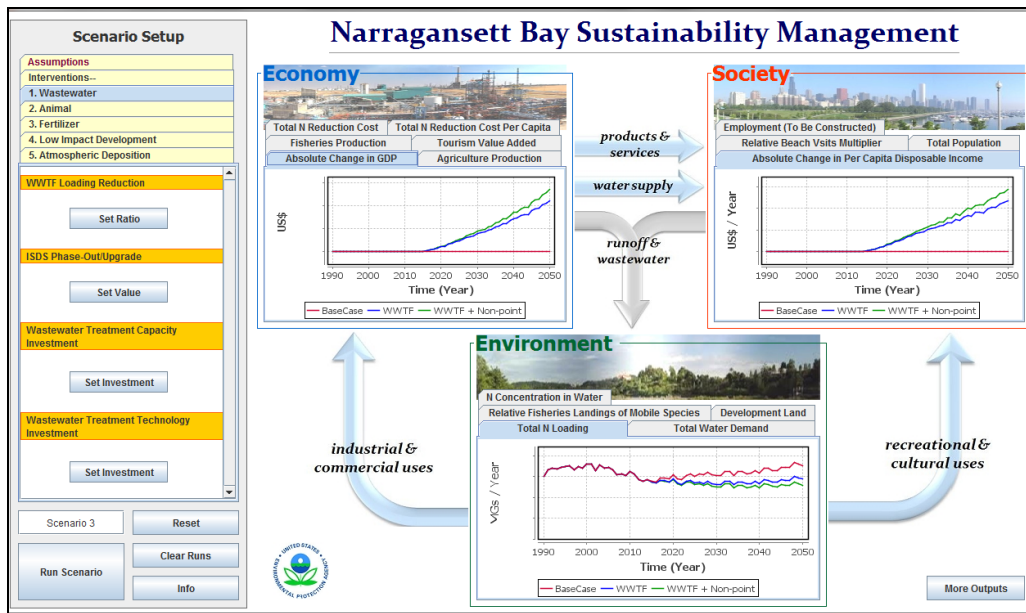 Narragansett Bay Sustainability Management
Scenario Setup
Assumptions
Interventions--
1. Wastewater
2. Animal
3. Fertilizer
4. Low Impact Development
5. Atmospheric Deposition
WWTF Loading Reduction
Set Ratio
ISDS Phase-Out/Upgrade
Set Value
Wastewater Treatment Capacity
Investment
Set Investment
Wastewater Treatment Technology
Investment
Set Investment
Scenario 3
Reset
Run Scenario
Clear Runs
Info
Economy
Total N Reduction Cost
Total N Reduction Cost Per Capita
Fisheries Production
Tourism Value Added
Absolute Change in GDP
Agriculture Production
US$
1990 2000 2010 2020 2030 2040 2050
Time (Year)
BaseCase WWTF WWTF + Non-point
products &
services
water supply
runoff &
wastewater
Society
Employment (To Be Constructed)
Relative Beach Visits Multiplier
Total Population
Absolute Change in Per Capita Disposable Income
US$ / Year
1990 2000 2010 2020 2030 2040 2050
Time (Year)
BaseCase WWTF WWTF + Non-point
Environment
N Concentration in Water
Relative Fisheries Landings of Mobile Species
Development Land
Total N Loading
Total Water Demand
MGs / Year
1990 2000 2010 2020 2030 2040 2050
Time (Year)
BaseCase WWTF WWTF + Non-point
industrial &
commercial uses
recreational &
cultural uses
UNITED STATES
ENVIRONMENTAL PROTECTION AGENCY
More Outputs